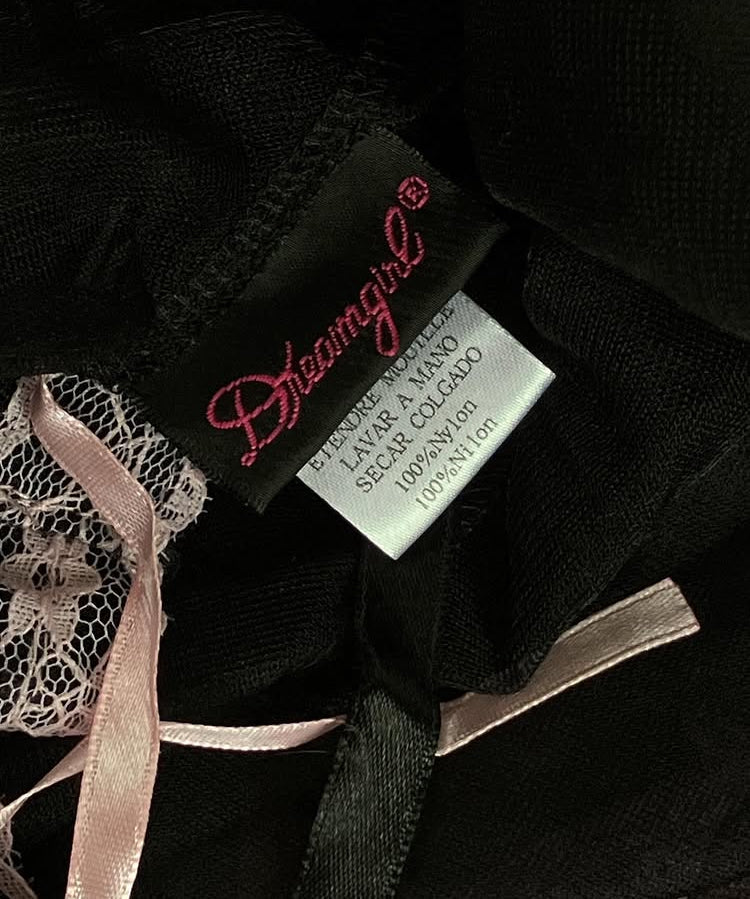 Dreamgirl®
ETENDRE MOUILLE
LAVAR A MANO
SECAR COLGADO
100%Nylon
100%Nilon